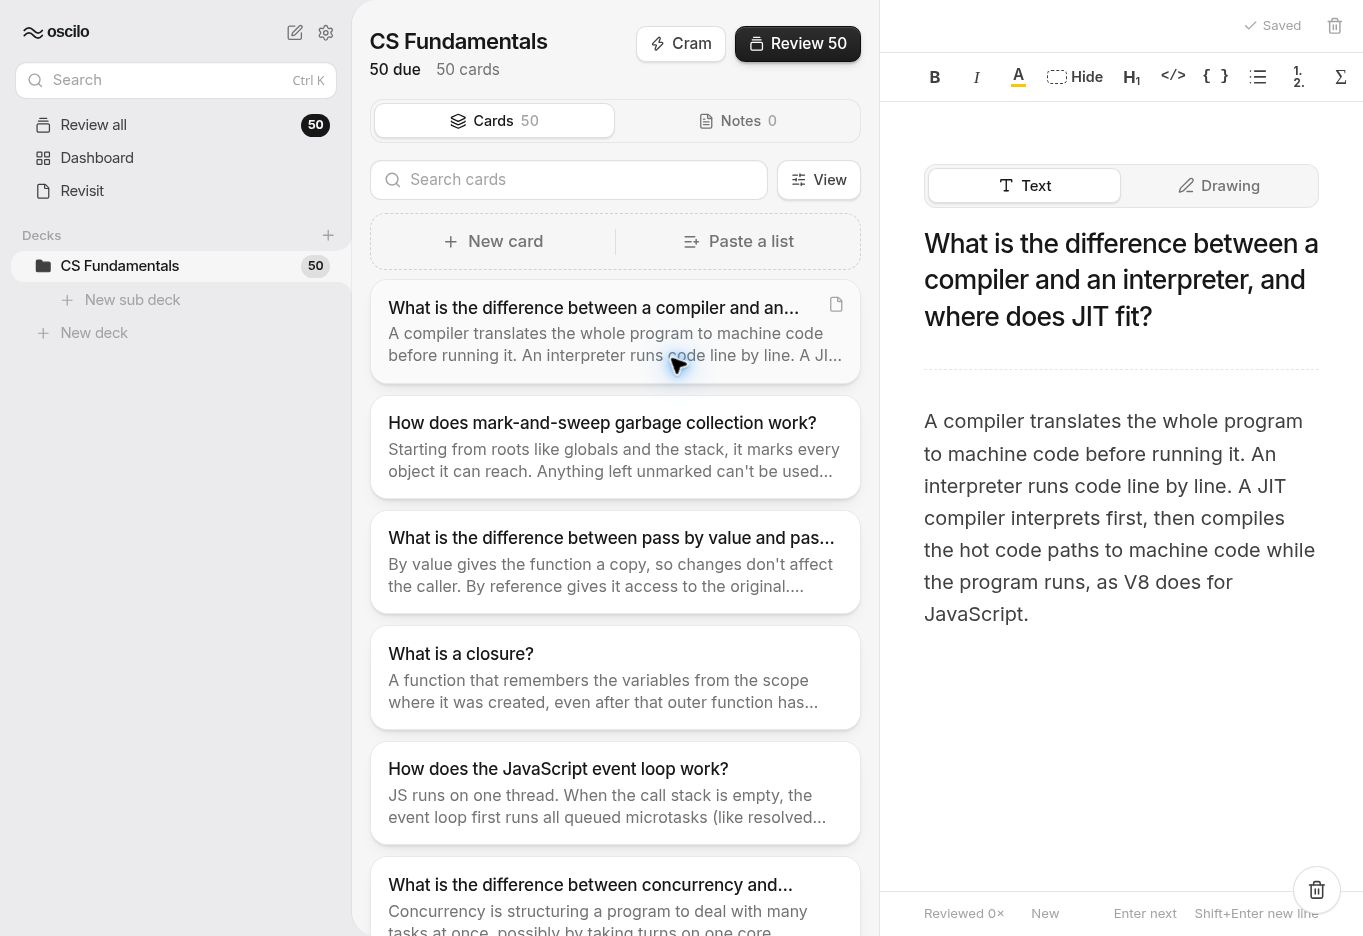 oscilo
Search Ctrl K
Review all 50
Dashboard
Revisit
Decks
CS Fundamentals 50
New sub deck
New deck
CS Fundamentals
50 due 50 cards
Cram
Review 50
Cards 50
Notes 0
Search cards
View
New card
Paste a list
What is the difference between a compiler and an...
A compiler translates the whole program to machine code
before running it. An interpreter runs code line by line. A JI...
How does mark-and-sweep garbage collection work?
Starting from roots like globals and the stack, it marks every
object it can reach. Anything left unmarked can't be used...
What is the difference between pass by value and pas...
By value gives the function a copy, so changes don't affect
the caller. By reference gives it access to the original....
What is a closure?
A function that remembers the variables from the scope
where it was created, even after that outer function has...
How does the JavaScript event loop work?
JS runs on one thread. When the call stack is empty, the
event loop first runs all queued microtasks (like resolved...
What is the difference between concurrency and...
Concurrency is structuring a program to deal with many
tasks at once, possibly by taking turns on one core.
Saved
B I A Hide H1 </> { } 1. 2. Σ
Text
Drawing
What is the difference between a
compiler and an interpreter, and
where does JIT fit?
A compiler translates the whole program
to machine code before running it. An
interpreter runs code line by line. A JIT
compiler interprets first, then compiles
the hot code paths to machine code while
the program runs, as V8 does for
JavaScript.
Reviewed 0× New Enter next Shift+Enter new line